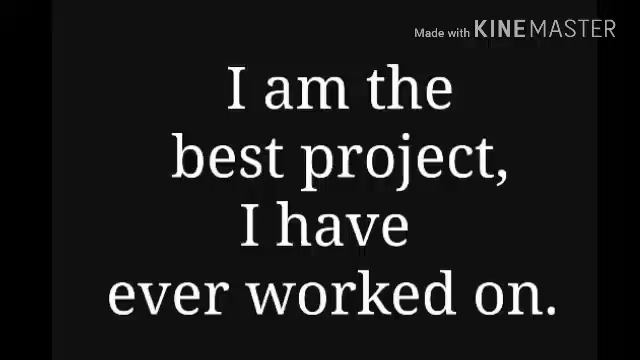 Made with KINEMASTER
I am the
best project,
I have
ever worked on.